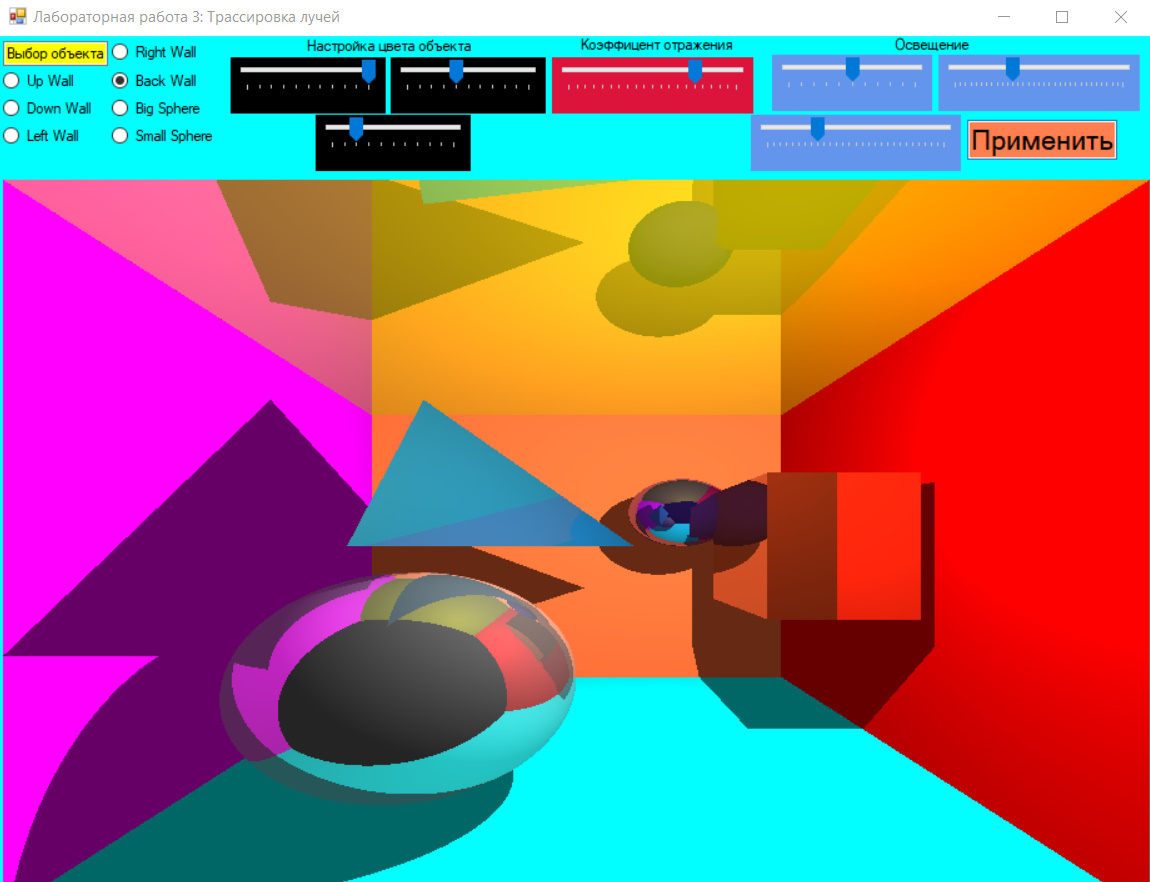 Лабораторная работа 3: Трассировка лучей
Выбор объекта
Right Wall
Up Wall
Back Wall
Down Wall
Big Sphere
Left Wall
Small Sphere
Настройка цвета объекта
Коэффицент отражения
Освещение
Применить